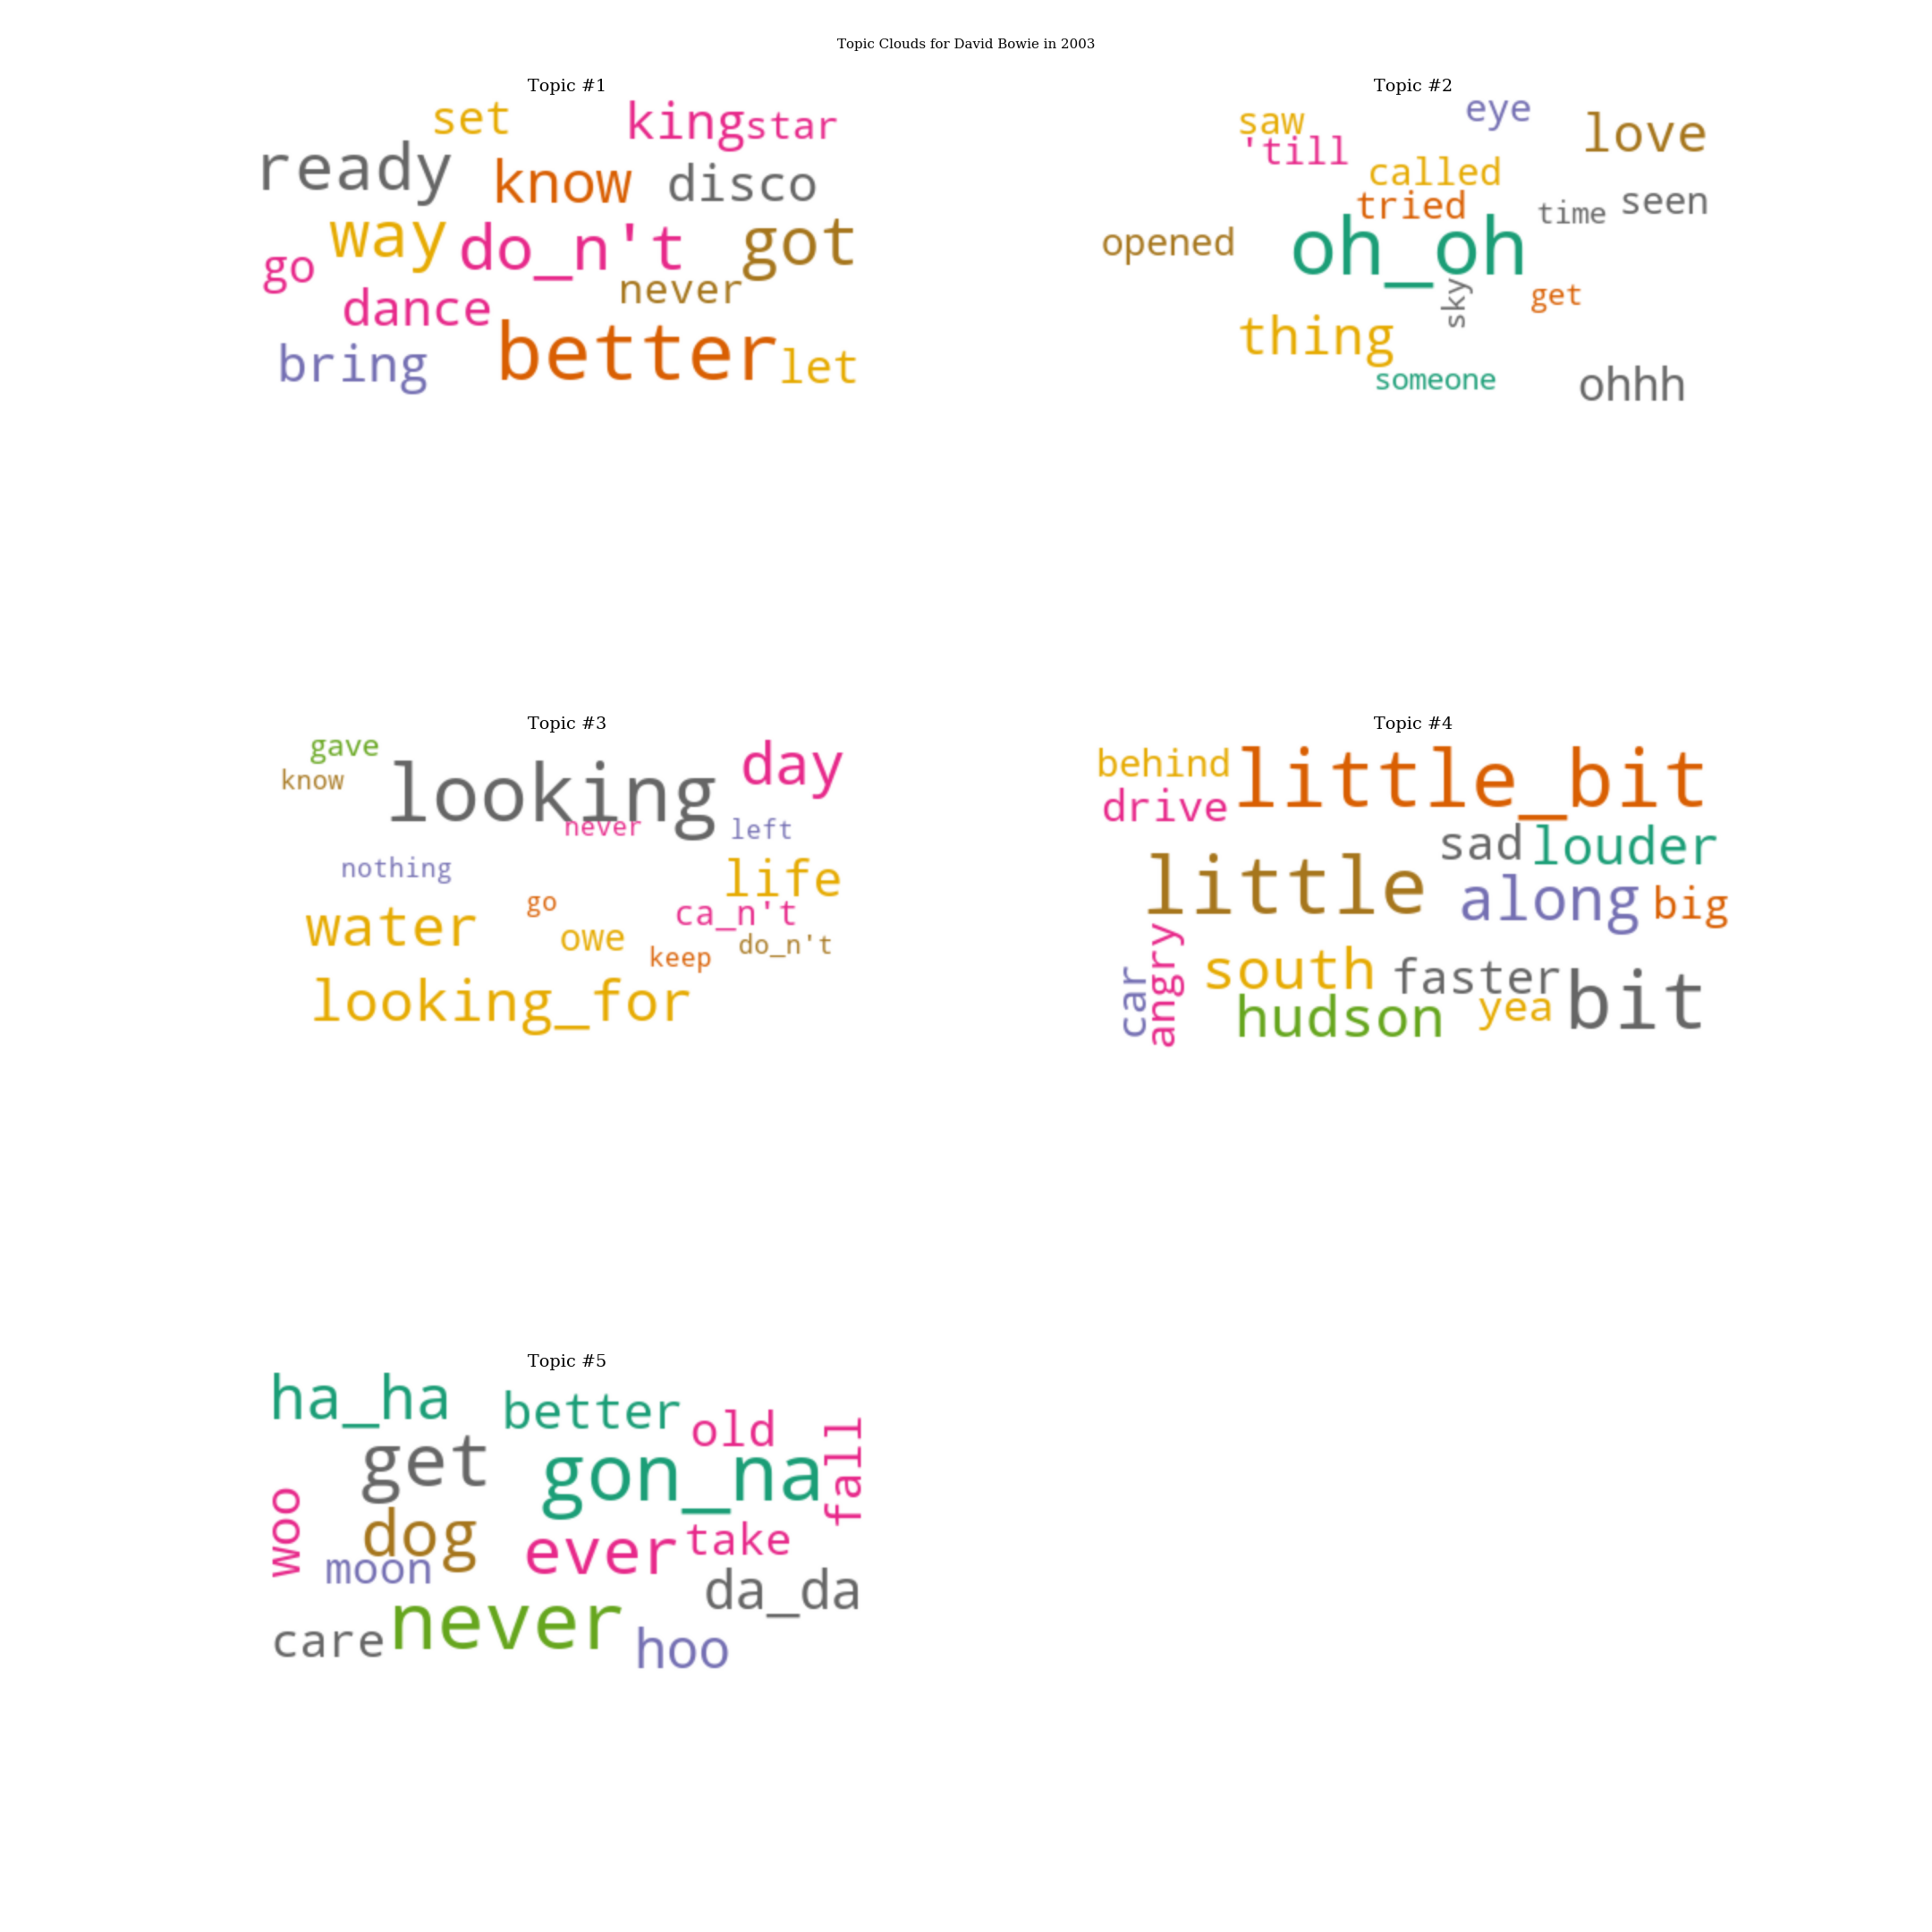 Topic Clouds for David Bowie in 2003
Topic #1
set
king
star
ready
know
disco
way
do_n't
got
go
never
dance
better
bring
let
Topic #2
saw
eye
love
'till
called
tried
time
seen
opened
oh_oh
sky
get
thing
someone
ohhh
Topic #3
gave
day
know
looking
never
left
nothing
life
go
ca_n't
water
owe
do_n't
keep
looking_for
Topic #4
behind
little_bit
drive
sad
louder
little
along
big
angry
car
south
faster
bit
hudson
yea
Topic #5
ha_ha
better
old
fall
get
gon_na
woo
dog
ever
take
moon
da_da
care
never
hoo